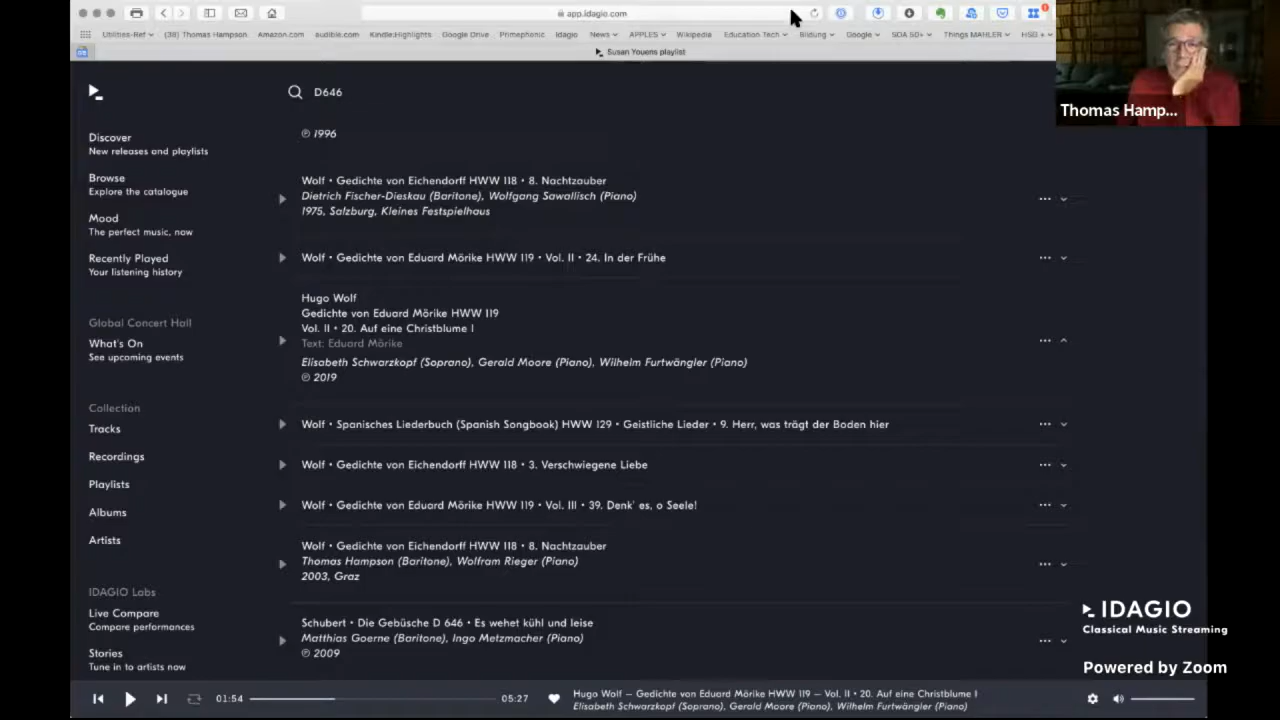 app.idagio.com
Utilities-Ref
(38) Thomas Hampson
Amazon.com
audible.com
Kindle:Highlights
Google Drive
Primephonic
Idagio
News
APPLES
Wikipedia
Education Tech
Bildung
Google
SOA 50+
Things MAHLER
Susan Youens playlist
Thomas Hamp...
D646
Discover
New releases and playlists
Browse
Explore the catalogue
Mood
The perfect music, now
Recently Played
Your listening history
Global Concert Hall
What's On
See upcoming events
Collection
Tracks
Recordings
Playlists
Albums
Artists
IDAGIO Labs
Live Compare
Compare performances
Stories
Tune in to artists now
℗ 1996
Wolf • Gedichte von Eichendorff HWW 118 • 8. Nachtzauber
Dietrich Fischer-Dieskau (Baritone), Wolfgang Sawallisch (Piano)
1975, Salzburg, Kleines Festspielhaus
Wolf • Gedichte von Eduard Mörike HWW 119 • Vol. II • 24. In der Frühe
Hugo Wolf
Gedichte von Eduard Mörike HWW 119
Vol. II • 20. Auf eine Christblume I
Text: Eduard Mörike
Elisabeth Schwarzkopf (Soprano), Gerald Moore (Piano), Wilhelm Furtwängler (Piano)
℗ 2019
Wolf • Spanisches Liederbuch (Spanish Songbook) HWW 129 • Geistliche Lieder • 9. Herr, was trägt der Boden hier
Wolf • Gedichte von Eichendorff HWW 118 • 3. Verschwiegene Liebe
Wolf • Gedichte von Eduard Mörike HWW 119 • Vol. III • 39. Denk' es, o Seele!
Wolf • Gedichte von Eichendorff HWW 118 • 8. Nachtzauber
Thomas Hampson (Baritone), Wolfram Rieger (Piano)
2003, Graz
Schubert • Die Gebüsche D 646 • Es wehet kühl und leise
Matthias Goerne (Baritone), Ingo Metzmacher (Piano)
℗ 2009
IDAGIO
Classical Music Streaming
Powered by Zoom
01:54
05:27
Hugo Wolf – Gedichte von Eduard Mörike HWW 119 – Vol. II • 20. Auf eine Christblume I
Elisabeth Schwarzkopf (Soprano), Gerald Moore (Piano), Wilhelm Furtwängler (Piano)